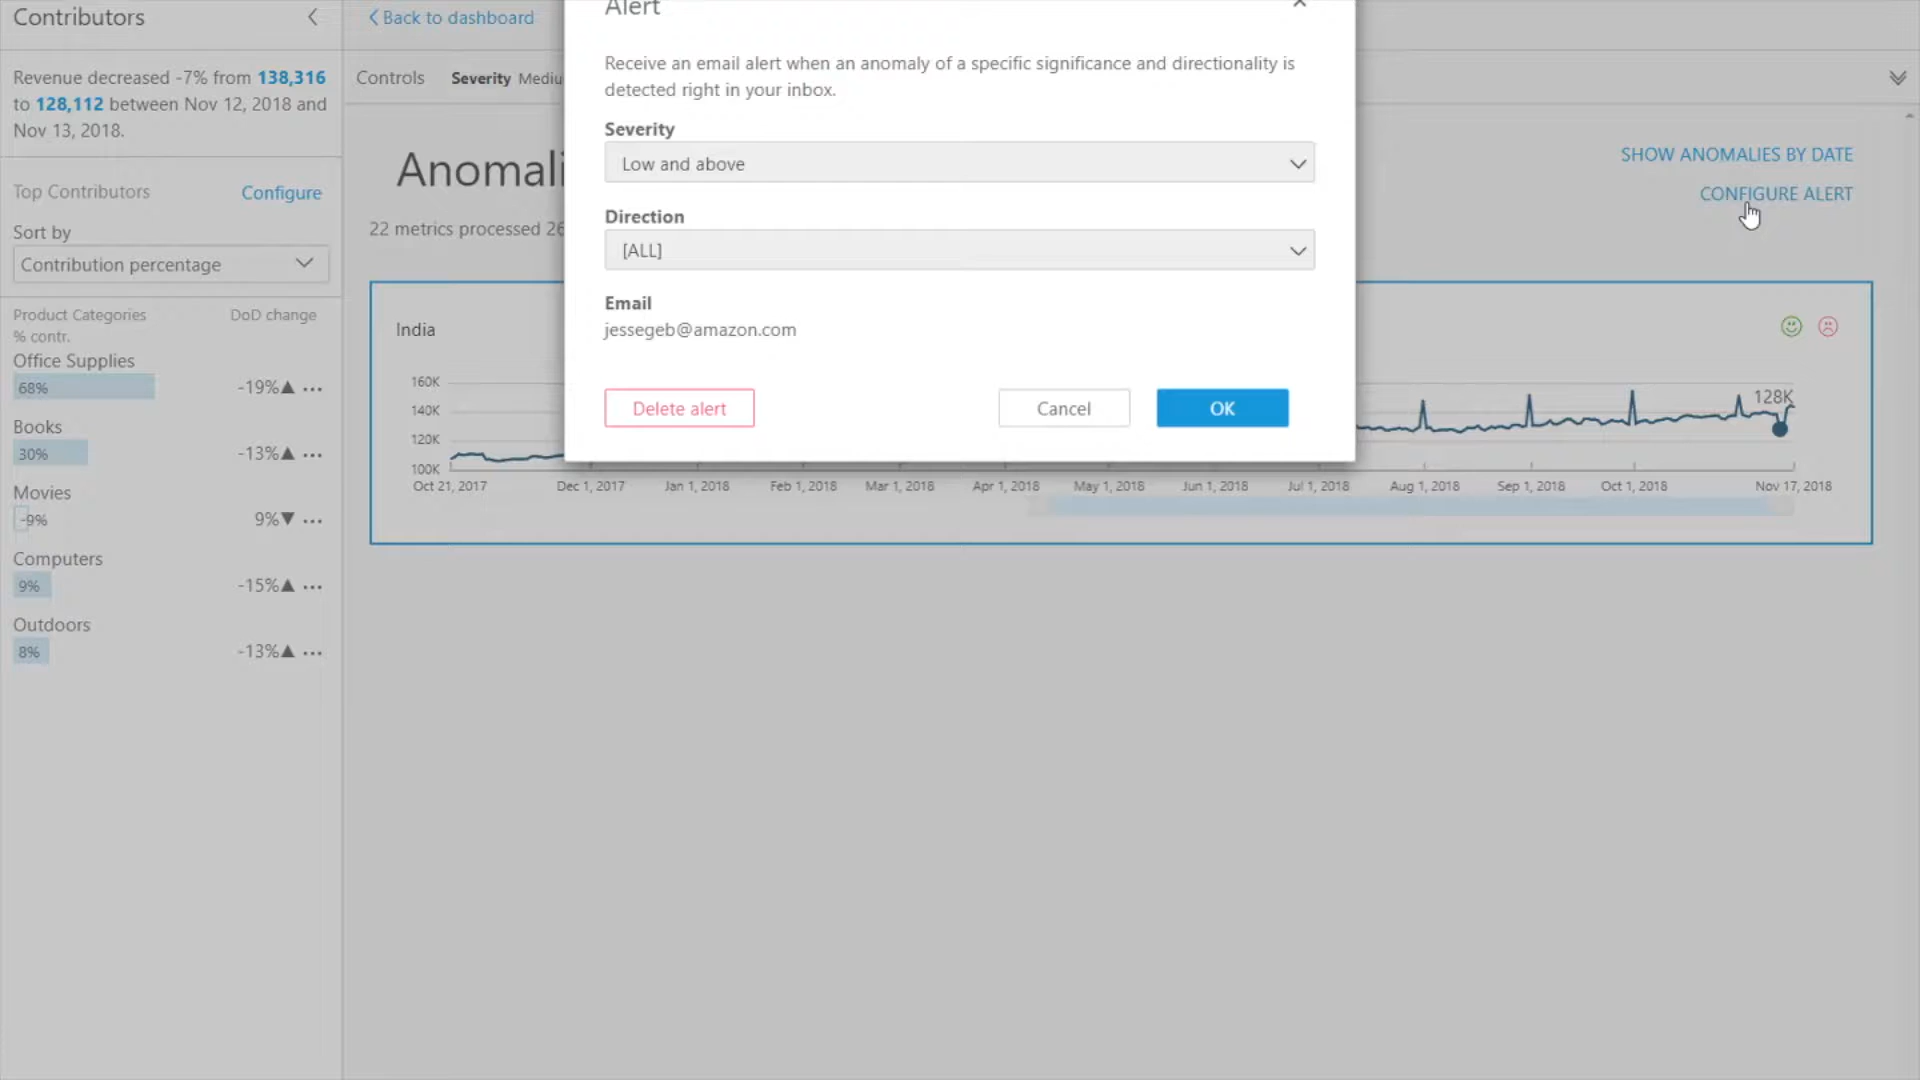 Contributors
Back to dashboard
Alert
Revenue decreased -7% from 138,316
to 128,112 between Nov 12, 2018 and
Nov 13, 2018.
Controls
Severity Mediu
Receive an email alert when an anomaly of a specific significance and directionality is
detected right in your inbox.
Severity
Low and above
Direction
[ALL]
Email
jessegeb@amazon.com
Delete alert
Cancel
OK
Top Contributors
Configure
Sort by
Contribution percentage
Product Categories
% contr.
DoD change
Office Supplies
68%
-19%▲ ...
Books
30%
-13%▲ ...
Movies
-9%
9%▼ ...
Computers
9%
-15%▲ ...
Outdoors
8%
-13%▲ ...
Anomali
22 metrics processed 26
SHOW ANOMALIES BY DATE
CONFIGURE ALERT
India
160K
140K
120K
100K
128K
Oct 21, 2017
Dec 1, 2017
Jan 1, 2018
Feb 1, 2018
Mar 1, 2018
Apr 1, 2018
May 1, 2018
Jun 1, 2018
Jul 1, 2018
Aug 1, 2018
Sep 1, 2018
Oct 1, 2018
Nov 17, 2018